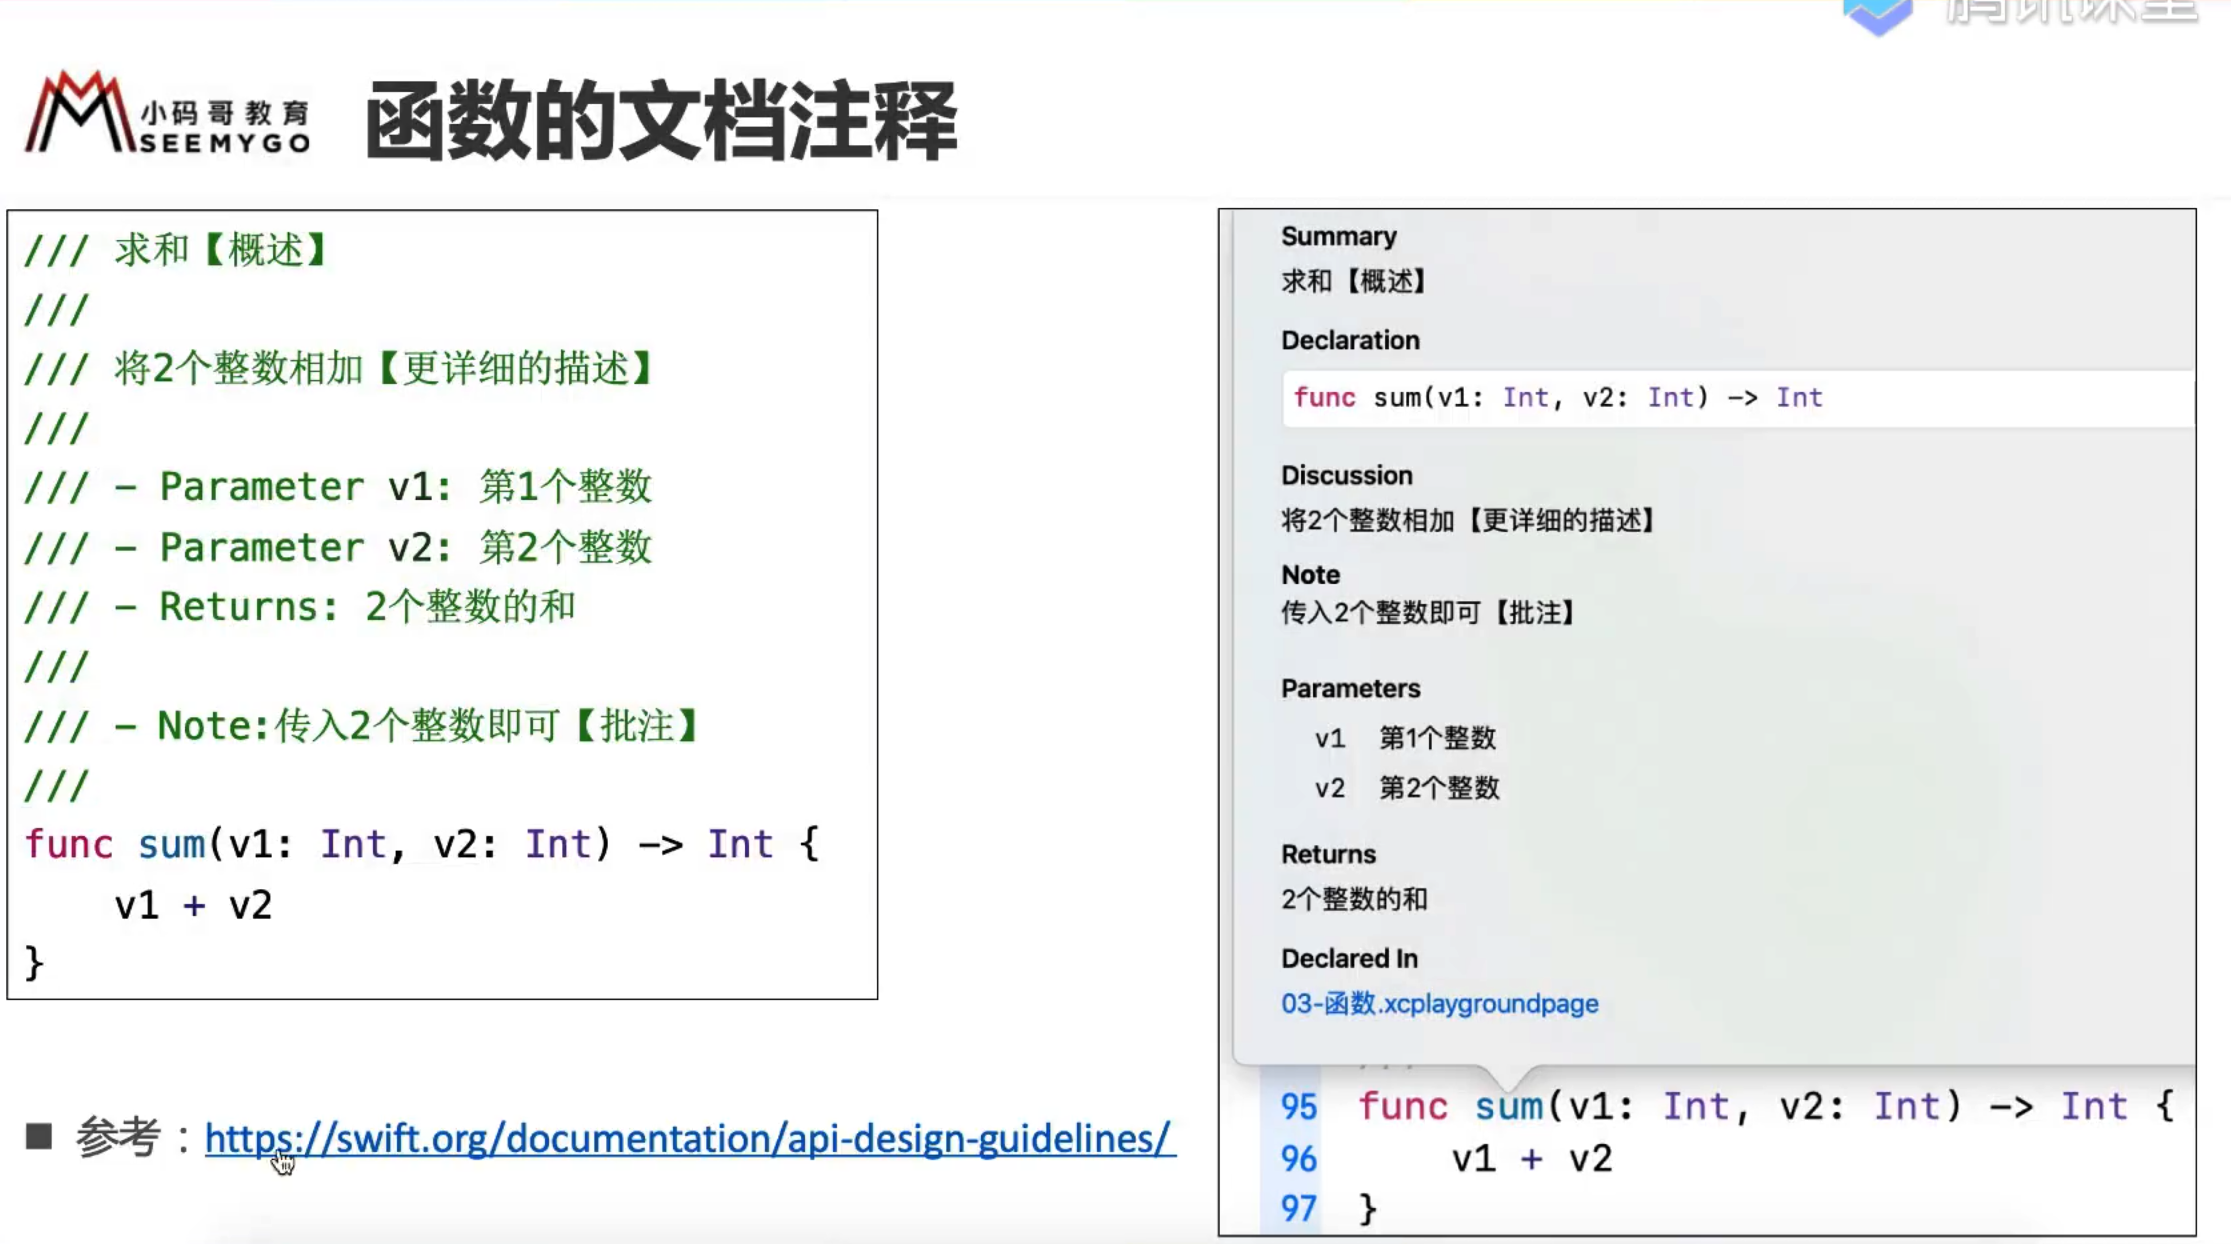 腾讯课堂
小码哥教育
SEEMYGO
函数的文档注释
/// 求和【概述】
///
/// 将2个整数相加【更详细的描述】
///
/// - Parameter v1: 第1个整数
/// - Parameter v2: 第2个整数
/// - Returns: 2个整数的和
///
/// - Note:传入2个整数即可【批注】
///
func sum(v1: Int, v2: Int) -> Int {
    v1 + v2
}
■ 参考：https://swift.org/documentation/api-design-guidelines/
Summary
求和【概述】
Declaration
func sum(v1: Int, v2: Int) -> Int
Discussion
将2个整数相加【更详细的描述】
Note
传入2个整数即可【批注】
Parameters
v1 第1个整数
v2 第2个整数
Returns
2个整数的和
Declared In
03-函数.xcplaygroundpage
95 func sum(v1: Int, v2: Int) -> Int {
96     v1 + v2
97 }